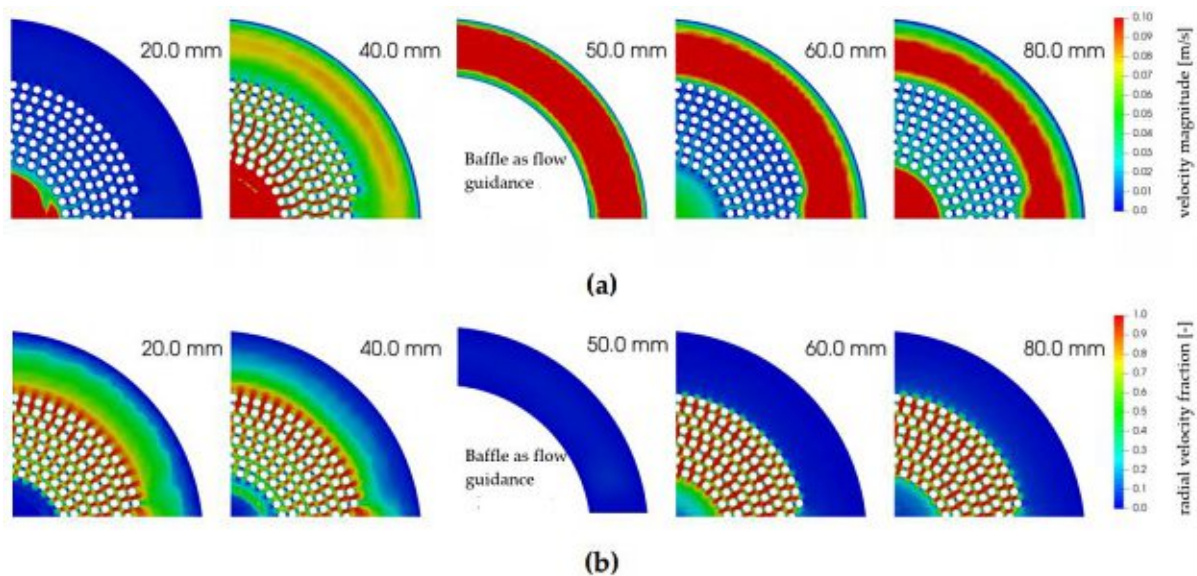 20.0 mm
40.0 mm
50.0 mm
60.0 mm
80.0 mm
Baffle as flow
guidance
0.10
0.09
0.08
0.07
0.06
0.05
0.04
0.03
0.02
0.01
0.0
velocity magnitude [m/s]
(a)
20.0 mm
40.0 mm
50.0 mm
60.0 mm
80.0 mm
Baffle as flow
guidance
1.0
0.9
0.8
0.7
0.6
0.5
0.4
0.3
0.2
0.1
0.0
radial velocity fraction [-]
(b)